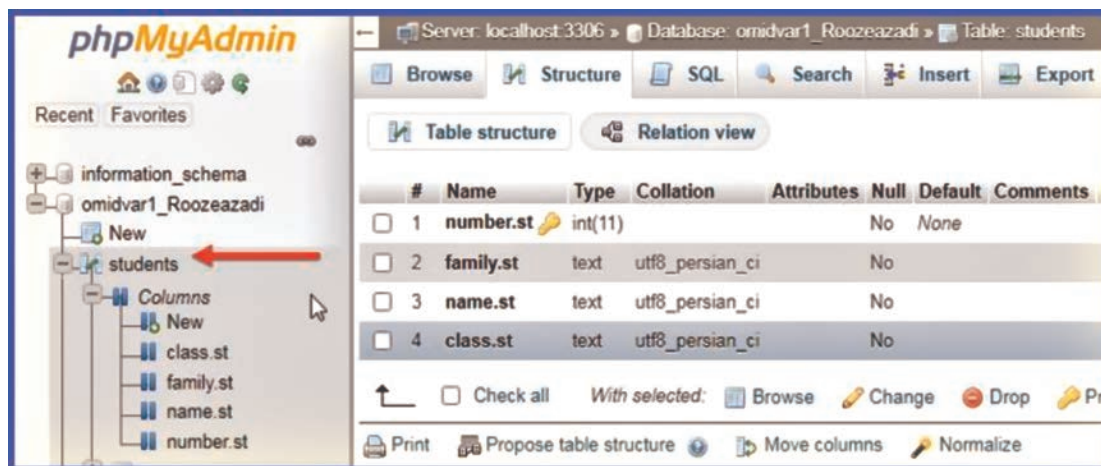 phpMyAdmin
Recent Favorites
information_schema
omidvar1_Roozeazadi
New
students
Columns
New
class.st
family.st
name.st
number.st
Server: localhost:3306 » Database: omidvar1_Roozeazadi » Table: students
Browse Structure SQL Search Insert Export
Table structure Relation view
# Name Type Collation Attributes Null Default Comments
1 number.st int(11) No None
2 family.st text utf8_persian_ci No
3 name.st text utf8_persian_ci No
4 class.st text utf8_persian_ci No
Check all With selected: Browse Change Drop Pr
Print Propose table structure Move columns Normalize